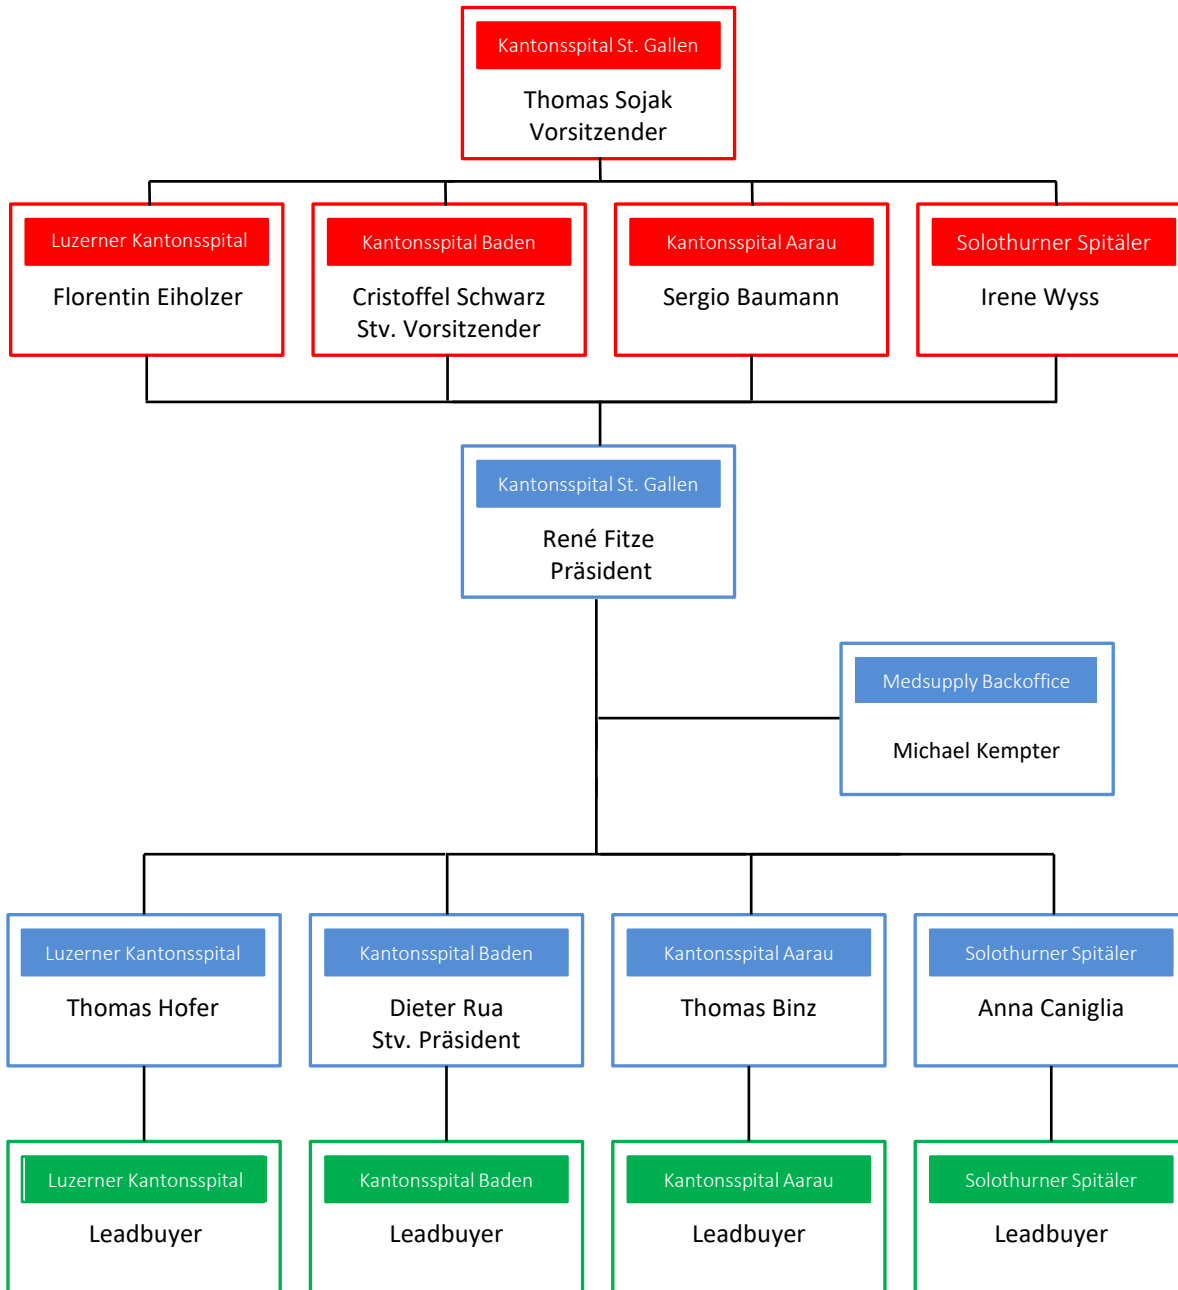 Kantonsspital St. Gallen
Thomas Sojak
Vorsitzender
Luzerner Kantonsspital
Florentin Eiholzer
Kantonsspital Baden
Cristoffel Schwarz
Stv. Vorsitzender
Kantonsspital Aarau
Sergio Baumann
Solothurner Spitäler
Irene Wyss
Kantonsspital St. Gallen
René Fitze
Präsident
Medsupply Backoffice
Michael Kempter
Luzerner Kantonsspital
Thomas Hofer
Kantonsspital Baden
Dieter Rua
Stv. Präsident
Kantonsspital Aarau
Thomas Binz
Solothurner Spitäler
Anna Caniglia
Luzerner Kantonsspital
Leadbuyer
Kantonsspital Baden
Leadbuyer
Kantonsspital Aarau
Leadbuyer
Solothurner Spitäler
Leadbuyer